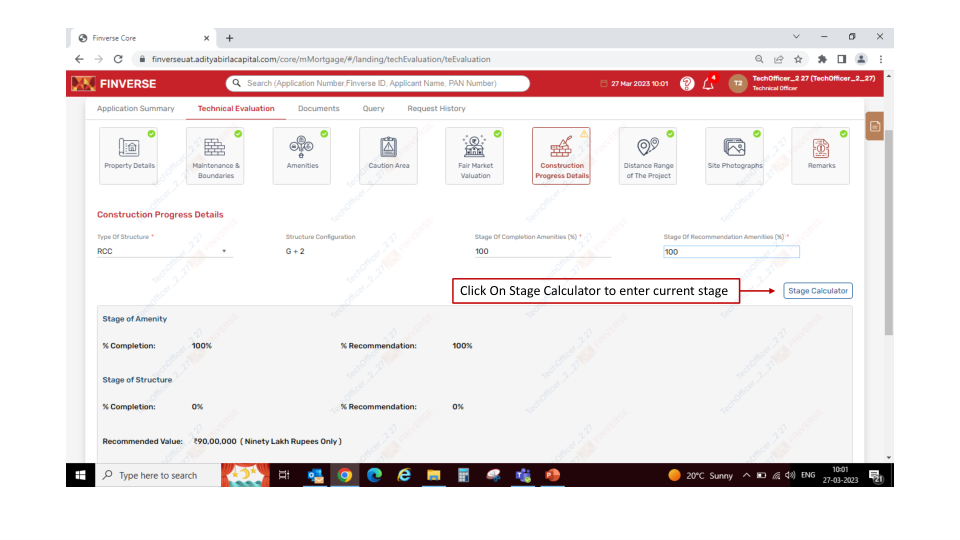 Finverse Core
finverseuat.adityabirlacapital.com/core/mMortgage/#/landing/techEvaluation/teEvaluation
FINVERSE
Search (Application Number,Finverse ID, Applicant Name, PAN Number)
27 Mar 2023 10:01
4
T2
TechOfficer_2 27 (TechOfficer_2_27)
Technical Officer
Application Summary Technical Evaluation Documents Query Request History
Property Details
Maintenance &
Boundaries
Amenities
Caution Area
Fair Market
Valuation
Construction
Progress Details
Distance Range
of The Project
Site Photographs
Remarks
Construction Progress Details
Type Of Structure * Structure Configuration Stage Of Completion Amenities (%) * Stage Of Recommendation Amenities (%) *
RCC G + 2 100 100
Click On Stage Calculator to enter current stage
Stage Calculator
Stage of Amenity
% Completion: 100% % Recommendation: 100%
Stage of Structure
% Completion: 0% % Recommendation: 0%
Recommended Value: ₹90,00,000 ( Ninety Lakh Rupees Only )
Type here to search
20°C Sunny
ENG
10:01
27-03-2023
21